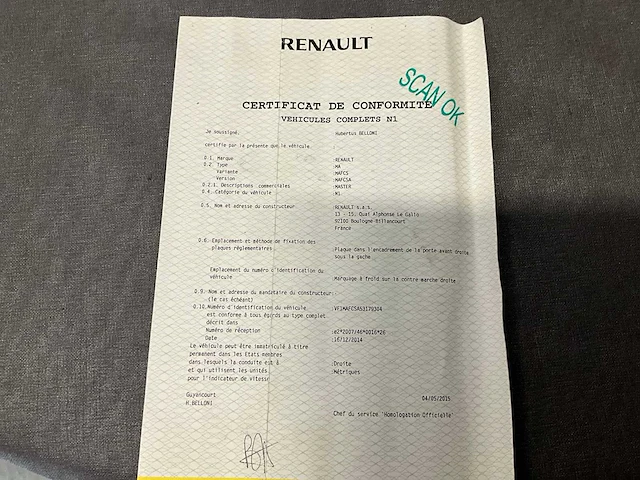 RENAULT
SCAN OK
CERTIFICAT DE CONFORMITE
VEHICULES COMPLETS N1
Je soussigné, Hubertus BELLONI
certifie par la présente que le véhicule :
0.1. Marque :RENAULT
0.2. Type :MA
Variante :MAFCS
Version :MAFCSA
0.2.1. Descriptions commerciales :MASTER
0.4. Catégorie du véhicule :N1
0.5. Nom et adresse du constructeur :RENAULT s.a.s.
13 - 15, Quai Alphonse Le Gallo
92100 Boulogne Billancourt
France
0.6. Emplacement et méthode de fixation des :Plaque dans l'encadrement de la porte avant droite
plaques réglementaires sous la gache
Emplacement du numéro d'identification du :Marquage à froid sur la contre marche droite
véhicule
0.9. Nom et adresse du mandataire du constructeur:
(le cas échéant)
0.10.Numéro d'identification du véhicule :VF1MAFCSA53179304
est conforme à tous égards au type complet
décrit dans
Numéro de réception :e2*2007/46*0016*26
Date :16/12/2014
Le véhicule peut être immatriculé à titre
permanent dans les Etats membres
dans lesquels la conduite est à :Droite
et qui utilisent les unités :Métriques
pour l'indicateur de vitesse
Guyancourt 04/05/2015
H.BELLONI
Chef du service 'Homologation Officielle'